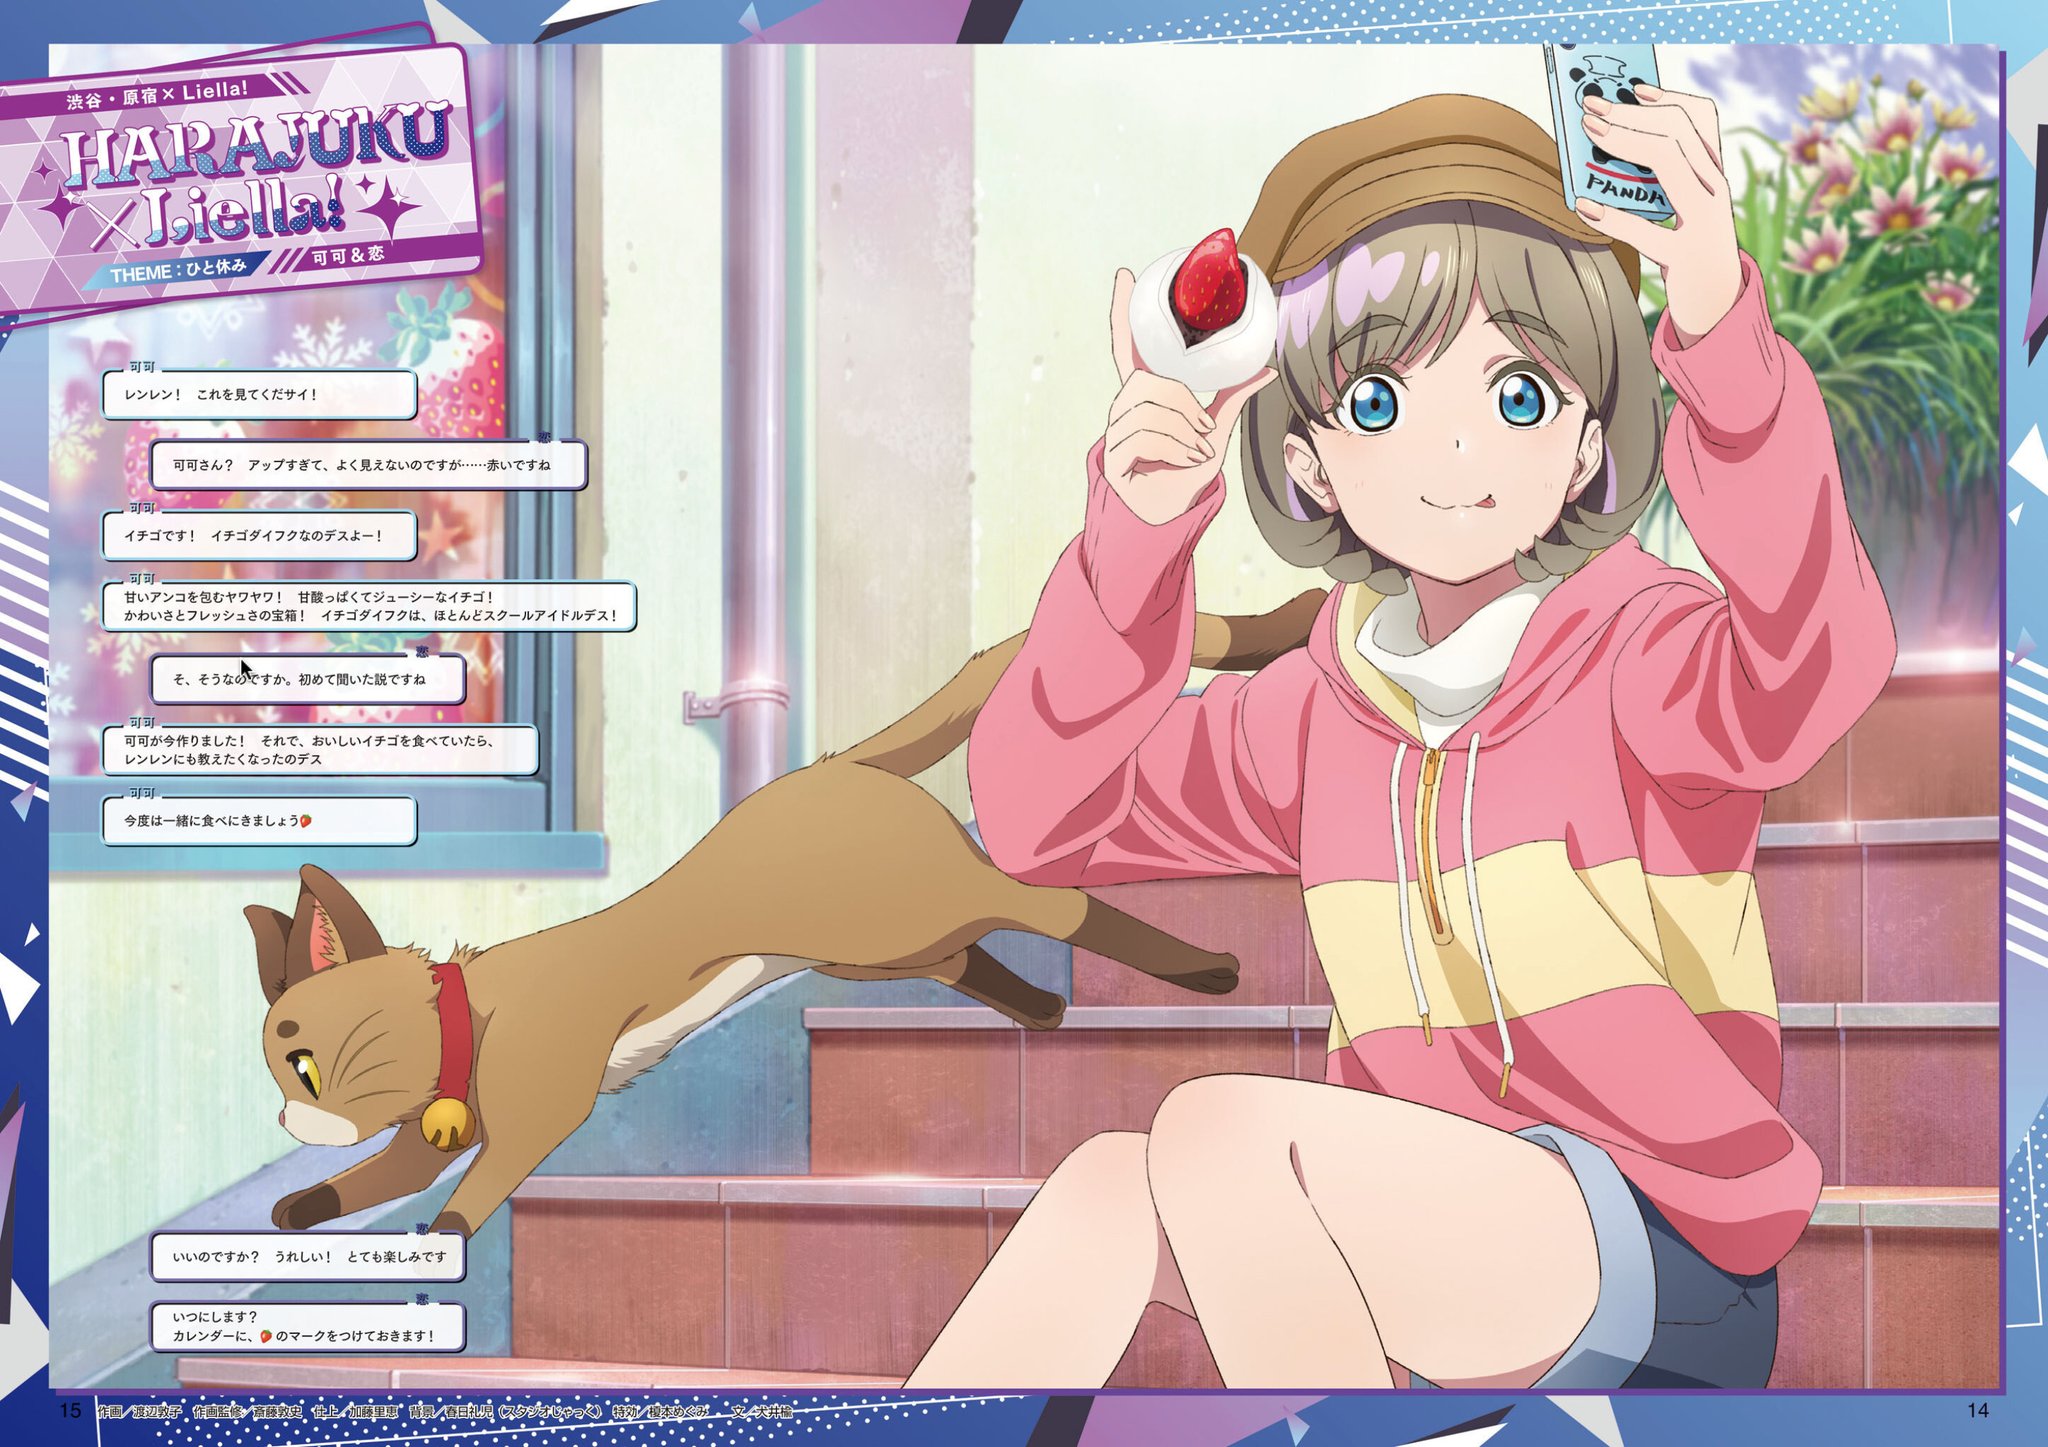 渋谷・原宿×Liella!
HARAJUKU
×Liella!
THEME：ひと休み
可可＆恋
可可
レンレン！　これを見てくだサイ！
恋
可可さん？　アップすぎて、よく見えないのですが……赤いですね
可可
イチゴです！　イチゴダイフクなのデスよー！
可可
甘いアンコを包むヤワヤワ！　甘酸っぱくてジューシーなイチゴ！
かわいさとフレッシュさの宝箱！　イチゴダイフクは、ほとんどスクールアイドルデス！
恋
そ、そうなのですか。初めて聞いた説ですね
可可
可可が今作りました！　それで、おいしいイチゴを食べていたら、
レンレンにも教えたくなったのデス
可可
今度は一緒に食べにきましょう🍓
恋
いいのですか？　うれしい！　とても楽しみです
恋
いつにします？
カレンダーに、🍓のマークをつけておきます！
PANDA
15
作画／渡辺敦子　作画監修／斎藤敦史　仕上／加藤里恵　背景／春日礼児（スタジオじゃっく）　特効／榎本めぐみ　文／犬井楡
14